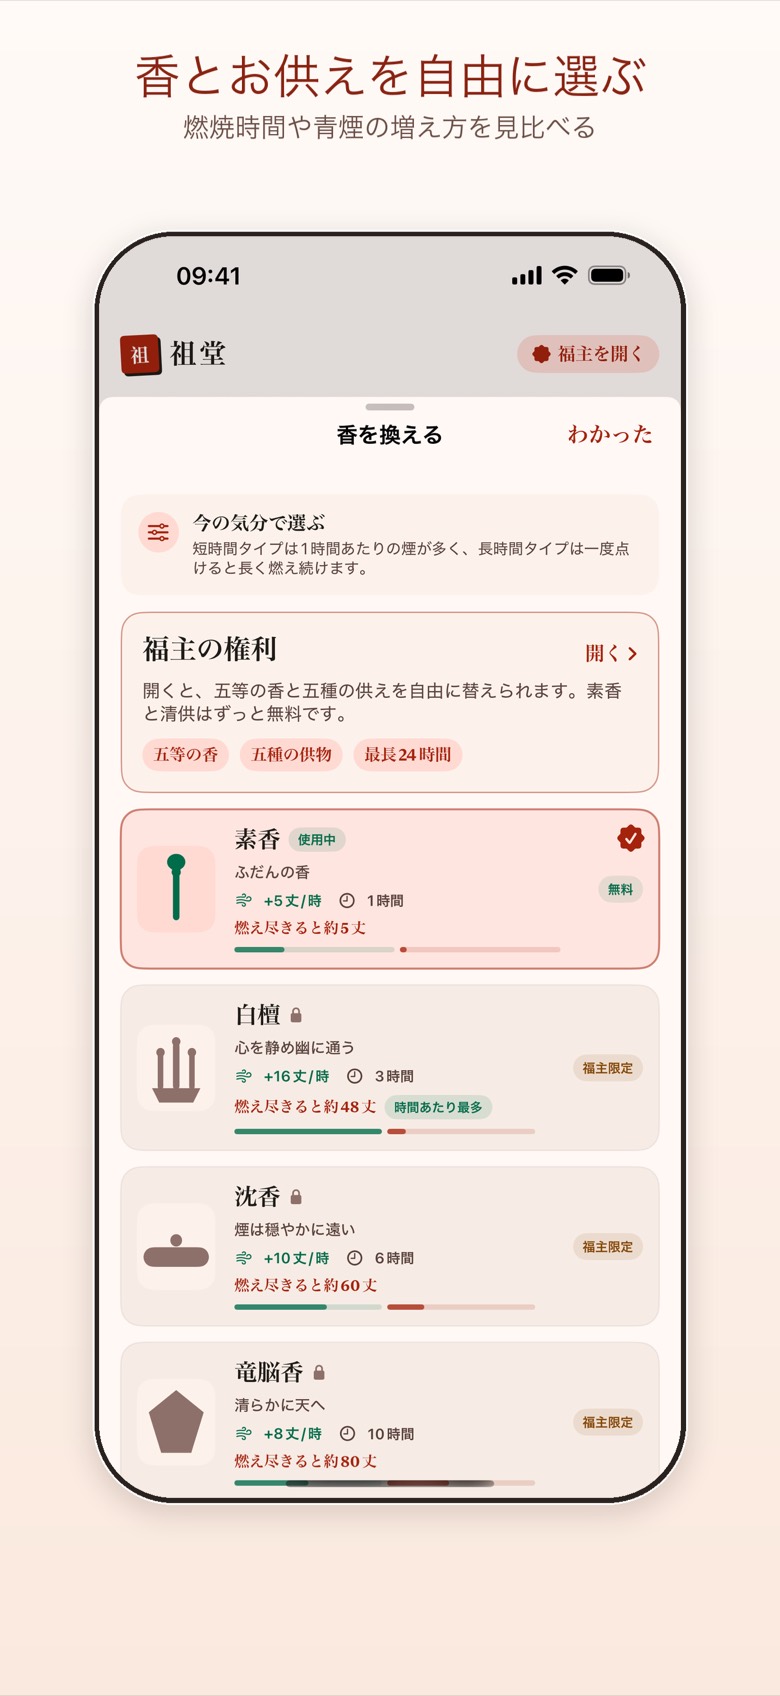 香とお供えを自由に選ぶ
燃焼時間や青煙の増え方を見比べる
09:41
祖 祖堂
福主を開く
香を換える
わかった
今の気分で選ぶ
短時間タイプは1時間あたりの煙が多く、長時間タイプは一度点
けると長く燃え続けます。
福主の権利
開く
開くと、五等の香と五種の供えを自由に替えられます。素香
と清供はずっと無料です。
五等の香 五種の供物 最長24時間
素香 使用中
ふだんの香
無料
+5丈/時 1時間
燃え尽きると約5丈
白檀
心を静め幽に通う
福主限定
+16丈/時 3時間
燃え尽きると約48丈 時間あたり最多
沈香
煙は穏やかに遠い
福主限定
+10丈/時 6時間
燃え尽きると約60丈
竜脳香
清らかに天へ
福主限定
+8丈/時 10時間
燃え尽きると約80丈